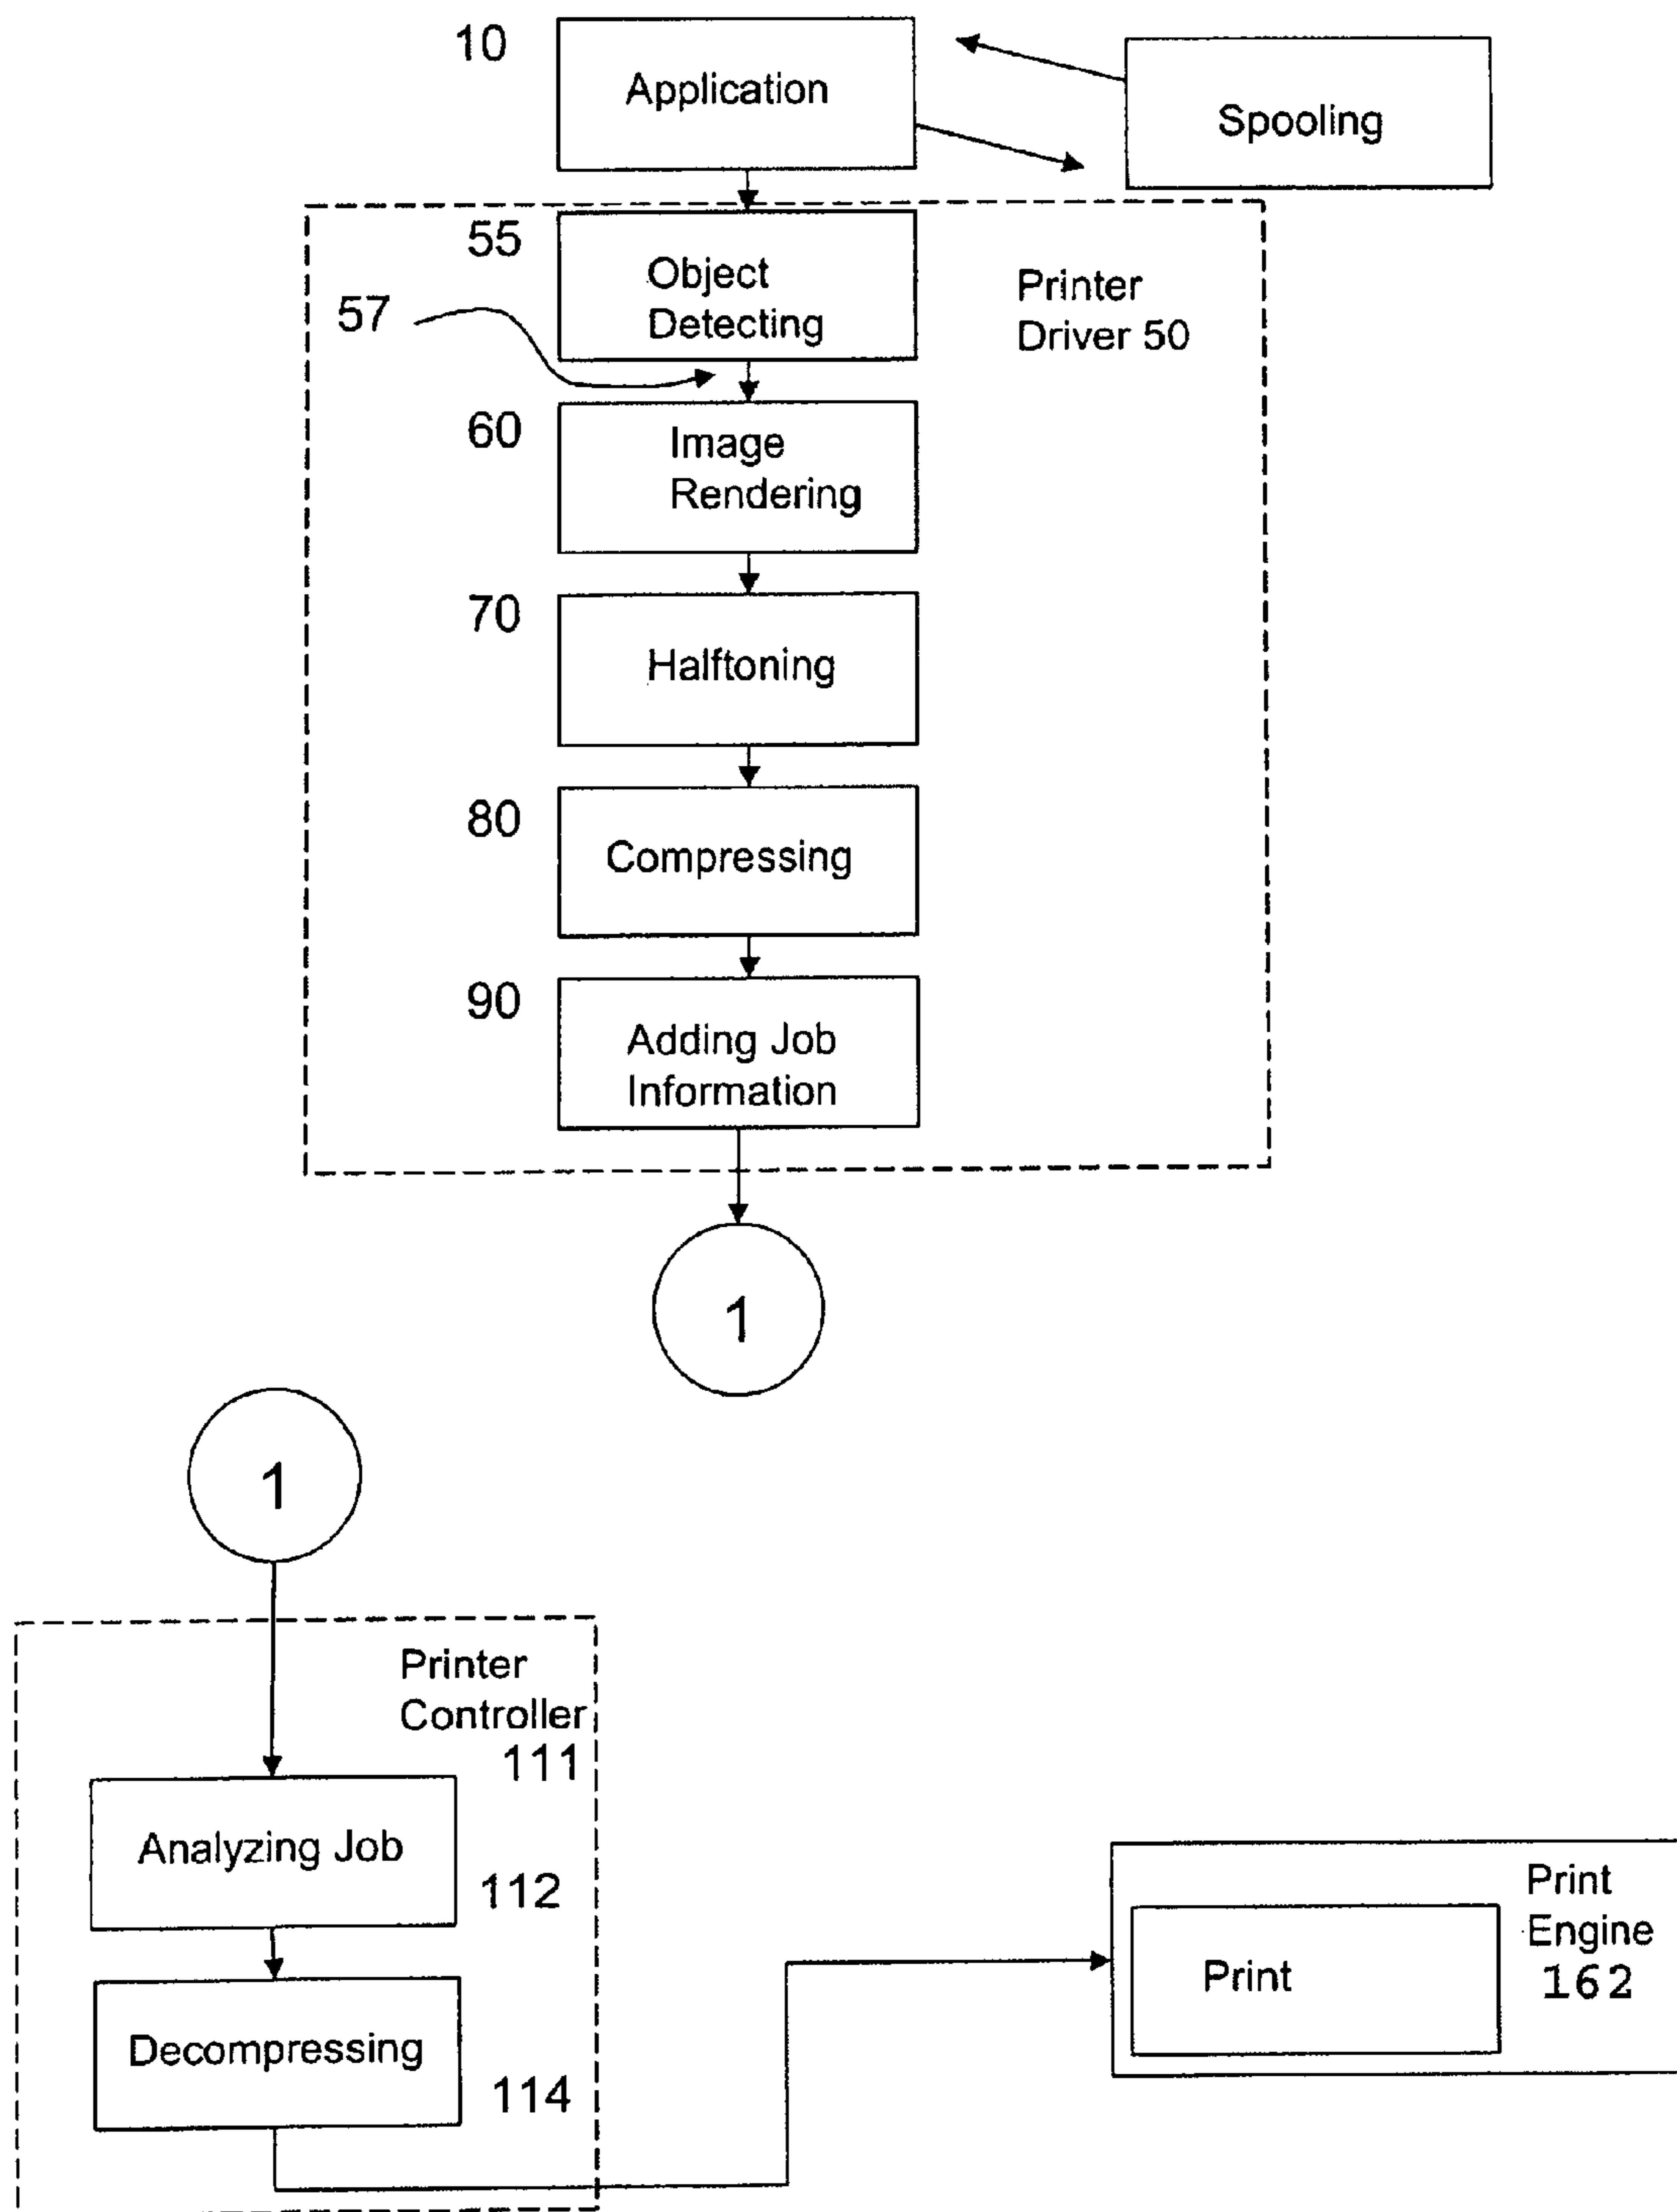 10
Application
Spooling
55
Object
Detecting
Printer
Driver 50
57
60
Image
Rendering
70
Halftoning
80
Compressing
90
Adding Job
Information
1
1
Printer
Controller
111
Analyzing Job
112
Decompressing
114
Print
Print
Engine
162